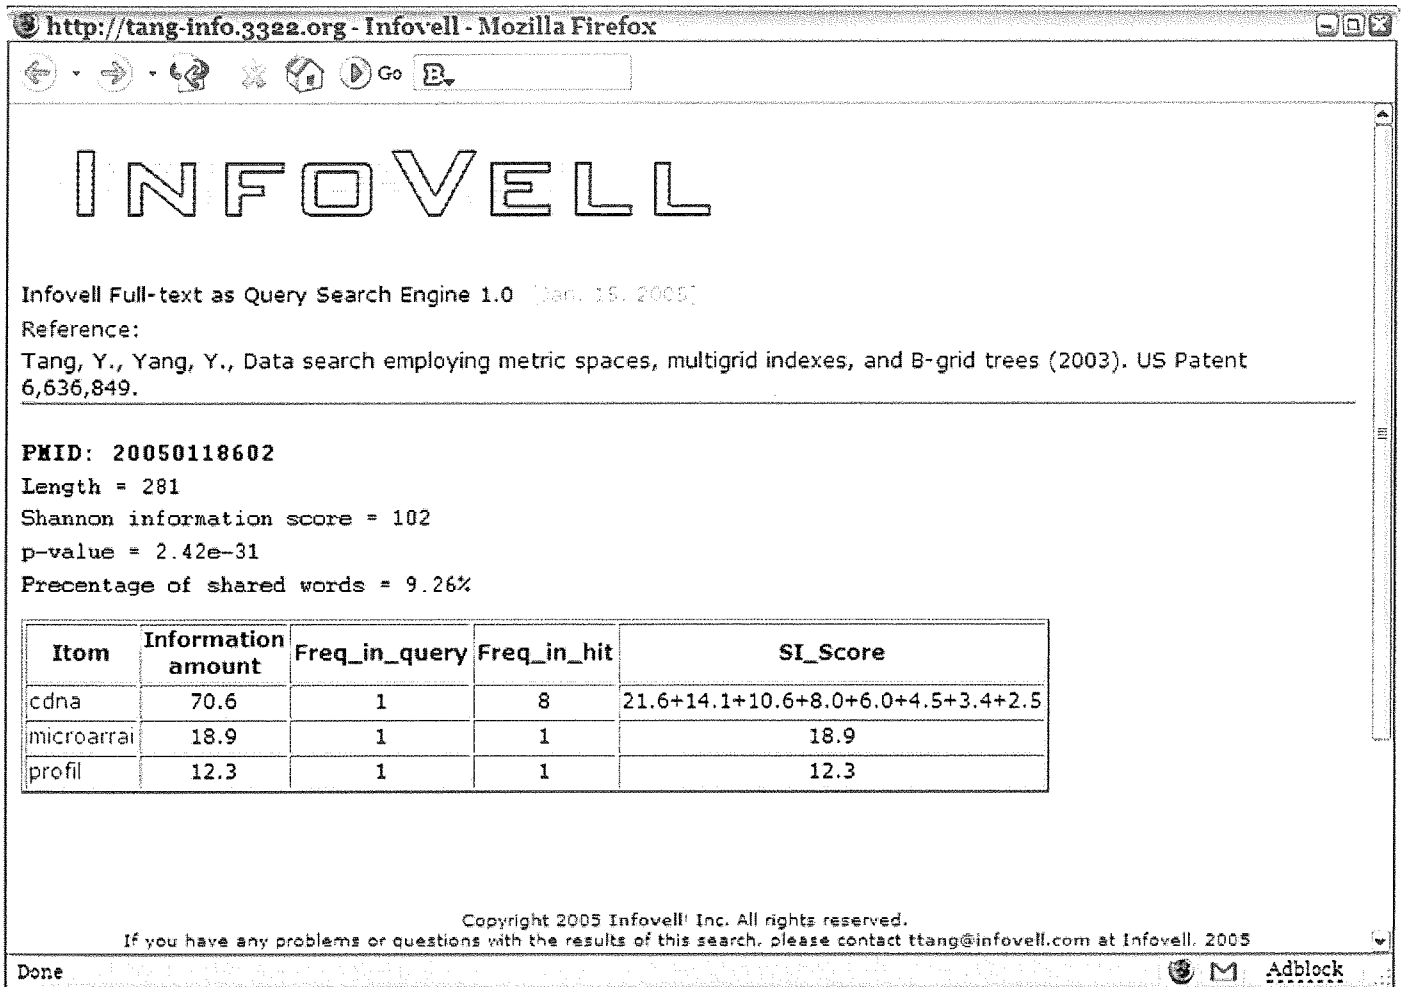 http://tang-info.3322.org - Infovell - Mozilla Firefox
Go
INFOVELL
Infovell Full-text as Query Search Engine 1.0 [Jan. 15, 2005]
Reference:
Tang, Y., Yang, Y., Data search employing metric spaces, multigrid indexes, and B-grid trees (2003). US Patent
6,636,849.
PMID: 20050118602
Length = 281
Shannon information score = 102
p-value = 2.42e-31
Precentage of shared words = 9.26%
Itom Information amount Freq_in_query Freq_in_hit SI_Score
cdna 70.6 1 8 21.6+14.1+10.6+8.0+6.0+4.5+3.4+2.5
microarrai 18.9 1 1 18.9
profil 12.3 1 1 12.3
Copyright 2005 Infovell' Inc. All rights reserved.
If you have any problems or questions with the results of this search, please contact ttang@infovell.com at Infovell. 2005
Done Adblock